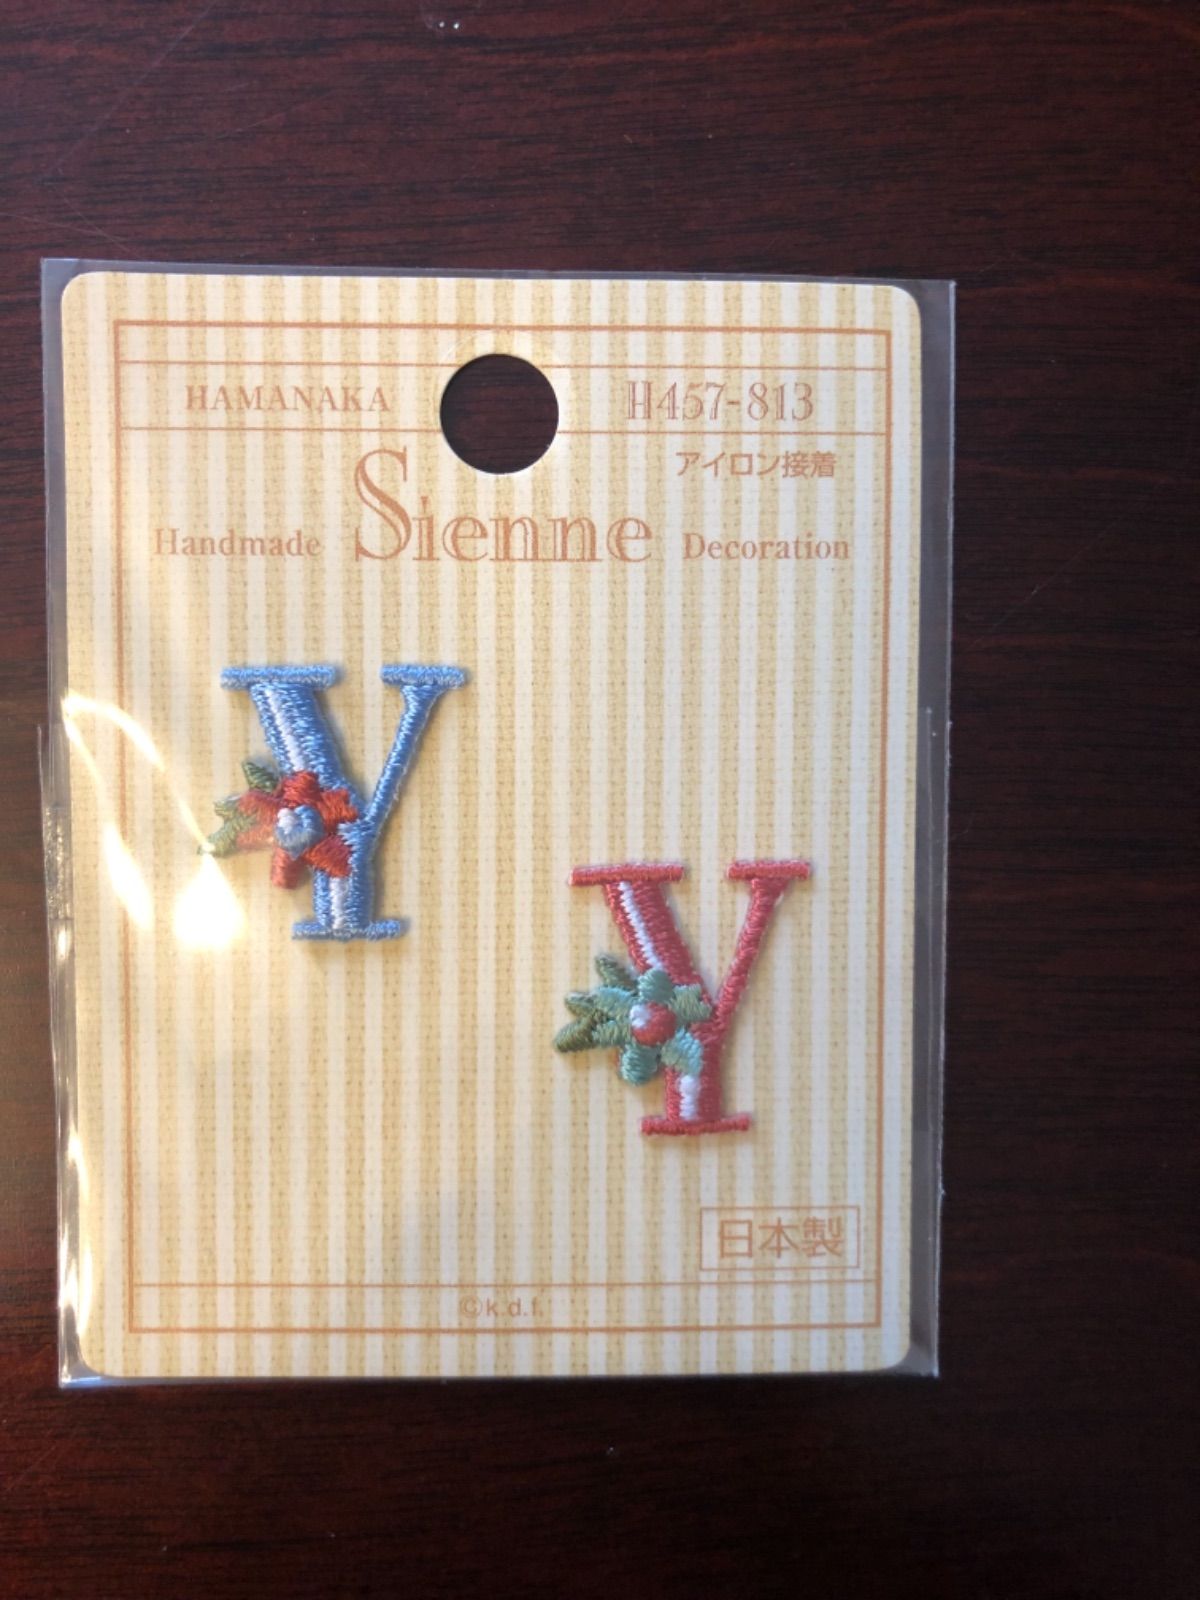 HAMANAKA H457-813
アイロン接着
Handmade Sienne Decoration
Y
Y
日本製
©k.d.f.